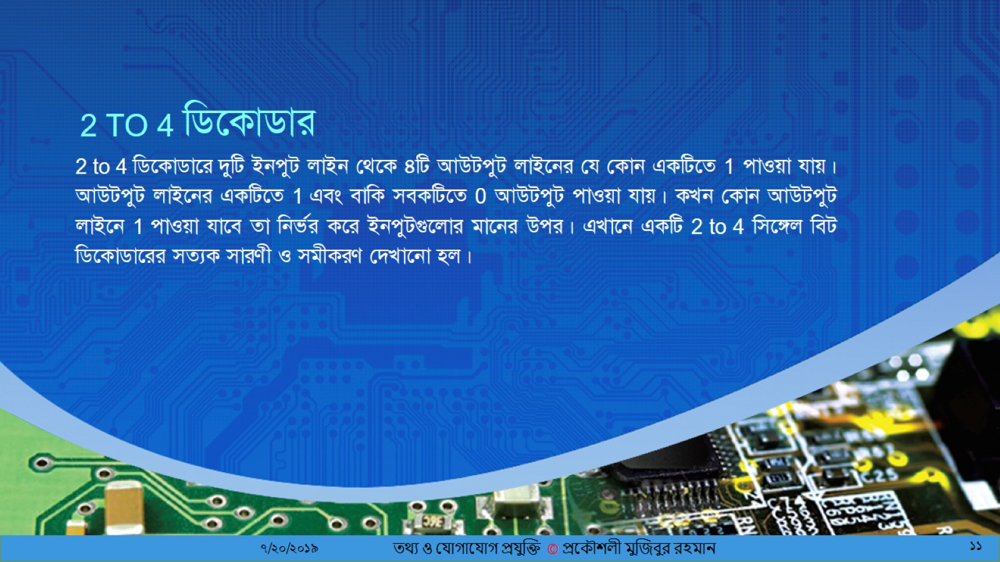 2 TO 4 ডিকোডার
2 to 4 ডিকোডারে দুটি ইনপুট লাইন থেকে ৪টি আউটপুট লাইনের যে কোন একটিতে 1 পাওয়া যায়।
আউটপুট লাইনের একটিতে 1 এবং বাকি সবকটিতে 0 আউটপুট পাওয়া যায়। কখন কোন আউটপুট
লাইনে 1 পাওয়া যাবে তা নির্ভর করে ইনপুটগুলোর মানের উপর। এখানে একটি 2 to 4 সিঙ্গেল বিট
ডিকোডারের সত্যক সারণী ও সমীকরণ দেখানো হল।
C25
৭/২০/২০১৯ তথ্য ও যোগাযোগ প্রযুক্তি © প্রকৌশলী মুজিবুর রহমান ১১